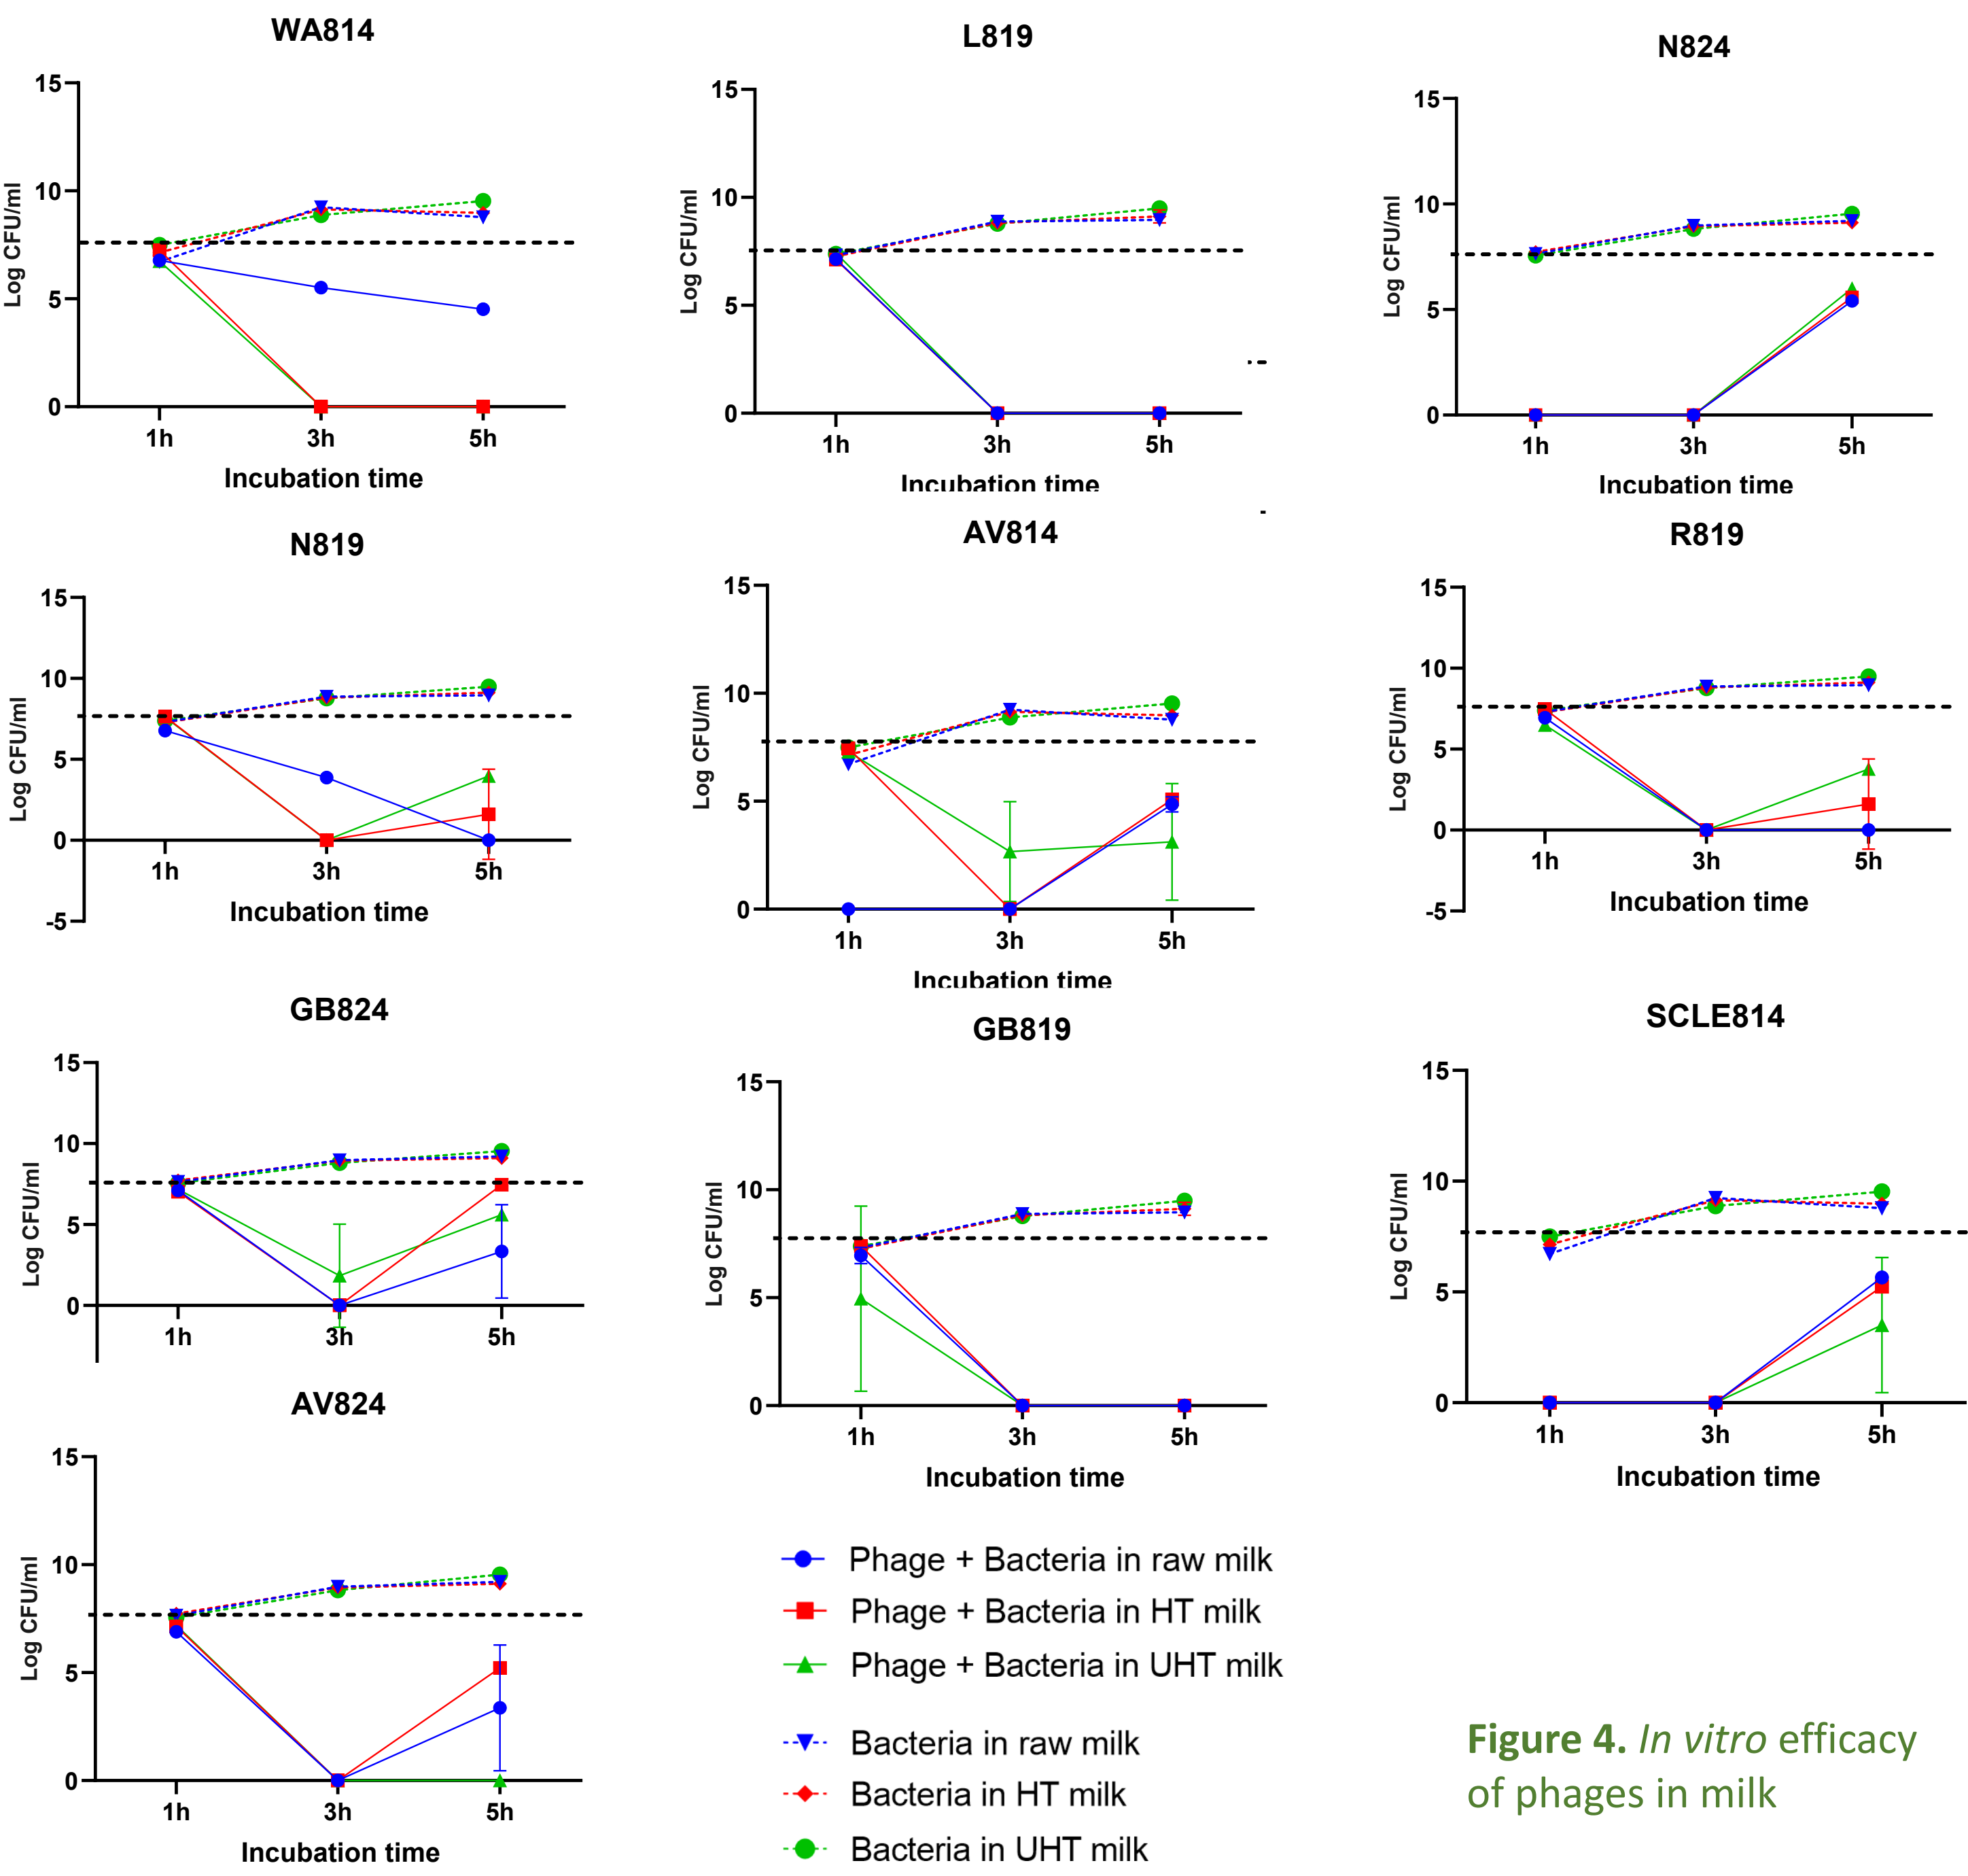 WA814
15
10
5
0
Log CFU/ml
1h 3h 5h
Incubation time
L819
15
10
5
0
Log CFU/ml
1h 3h 5h
Incubation time
N824
15
10
5
0
Log CFU/ml
1h 3h 5h
Incubation time
N819
15
10
5
0
-5
Log CFU/ml
1h 3h 5h
Incubation time
AV814
15
10
5
0
Log CFU/ml
1h 3h 5h
Incubation time
R819
15
10
5
0
-5
Log CFU/ml
1h 3h 5h
Incubation time
GB824
15
10
5
0
Log CFU/ml
1h 3h 5h
GB819
15
10
5
0
Log CFU/ml
1h 3h 5h
Incubation time
SCLE814
15
10
5
0
Log CFU/ml
1h 3h 5h
Incubation time
AV824
15
10
5
0
Log CFU/ml
1h 3h 5h
Incubation time
Phage + Bacteria in raw milk
Phage + Bacteria in HT milk
Phage + Bacteria in UHT milk
Bacteria in raw milk
Bacteria in HT milk
Bacteria in UHT milk
Figure 4. In vitro efficacy
of phages in milk